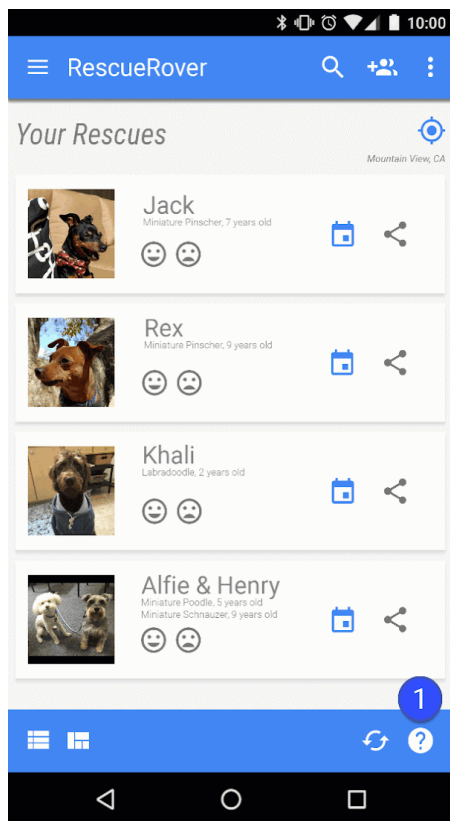 10:00
RescueRover
Your Rescues
Mountain View, CA
Jack
Miniature Pinscher, 7 years old
Rex
Miniature Pinscher, 9 years old
Khali
Labradoodle, 2 years old
Alfie & Henry
Miniature Poodle, 5 years old
Miniature Schnauzer, 9 years old
1
?